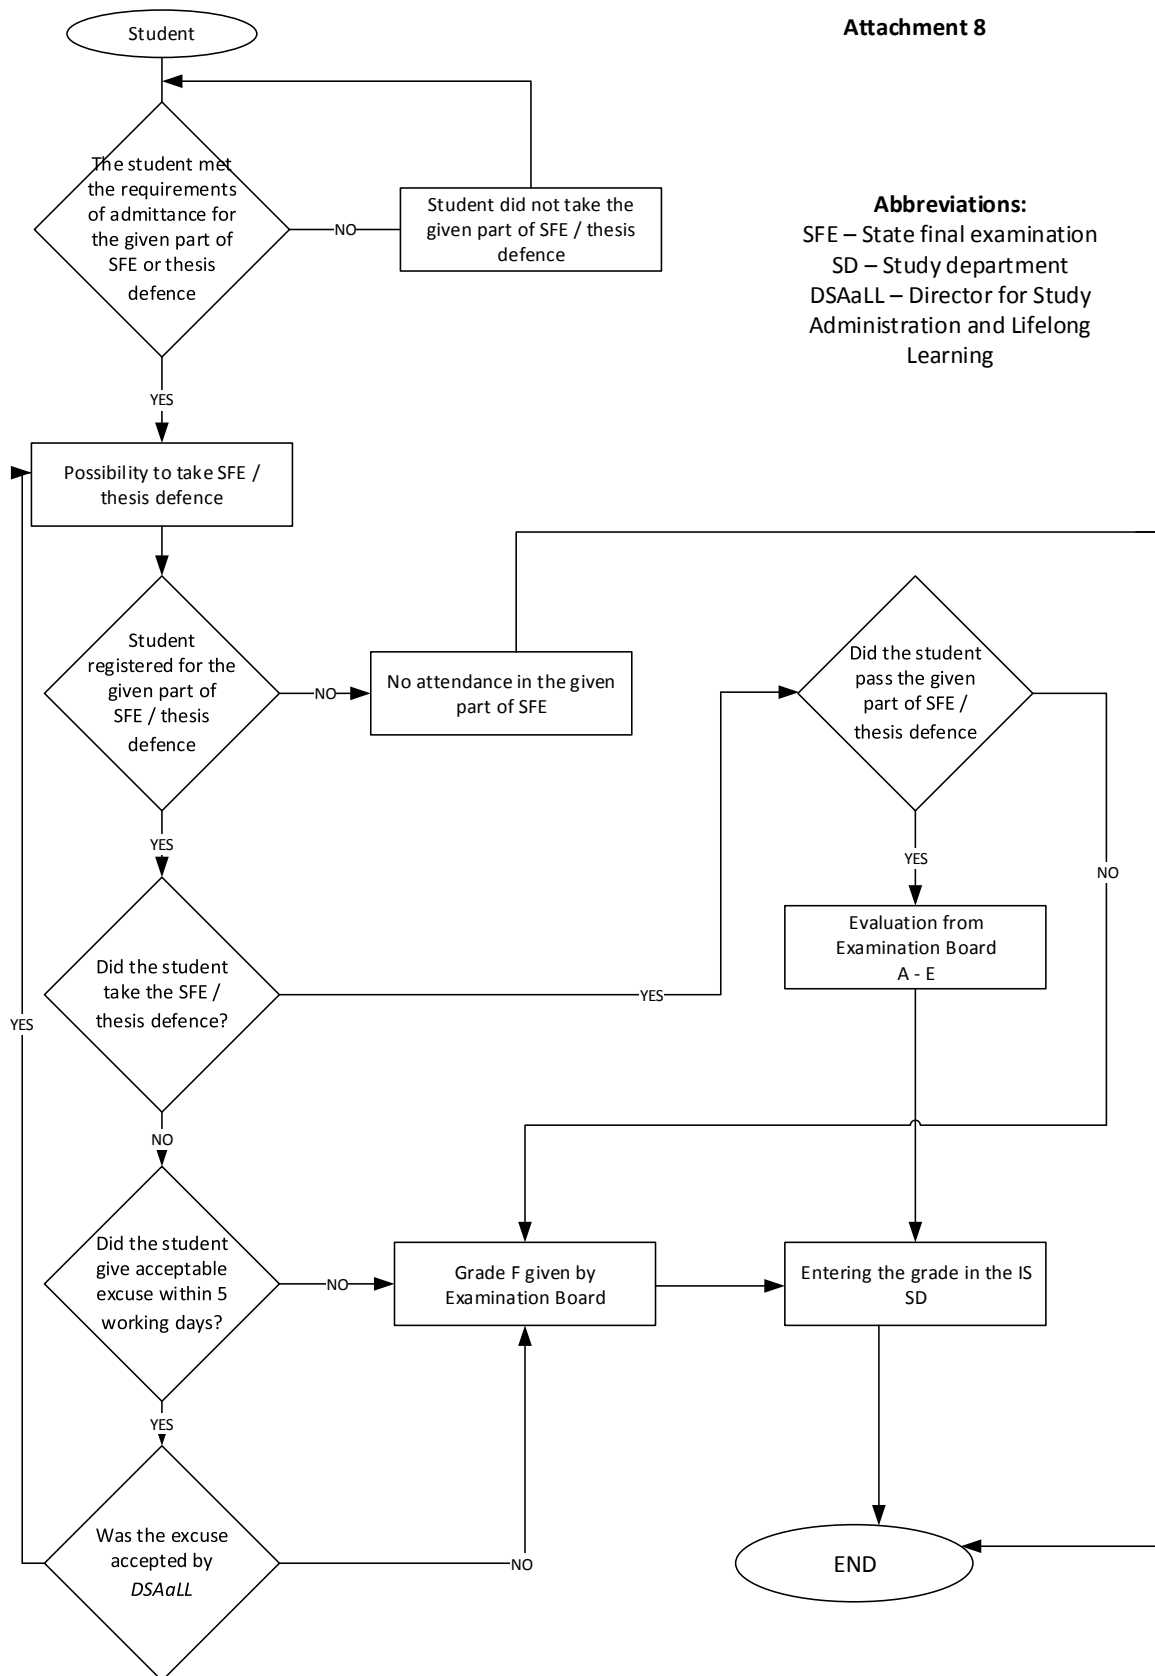 Student
Attachment 8
The student met
the requirements
of admittance for
the given part of
SFE or thesis
defence
NO
Student did not take the
given part of SFE / thesis
defence
Abbreviations:
SFE – State final examination
SD – Study department
DSAaLL – Director for Study
Administration and Lifelong
Learning
YES
Possibility to take SFE /
thesis defence
Student
registered for the
given part of
SFE / thesis
defence
NO
No attendance in the given
part of SFE
Did the student
pass the given
part of SFE /
thesis defence
YES
YES
NO
Evaluation from
Examination Board
A - E
Did the student
take the SFE /
thesis defence?
YES
YES
NO
Did the student
give acceptable
excuse within 5
working days?
NO
Grade F given by
Examination Board
Entering the grade in the IS
SD
YES
Was the excuse
accepted by
DSAaLL
NO
END